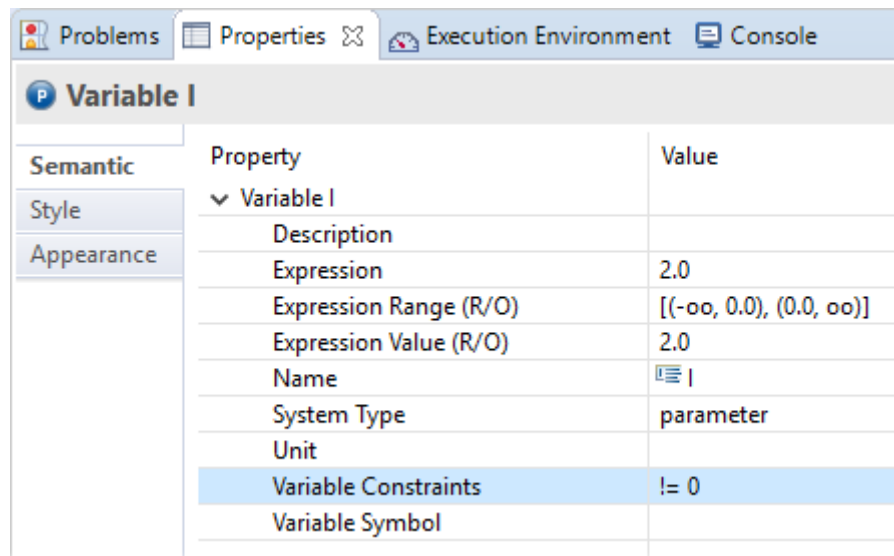 Problems Properties Execution Environment Console
P Variable I
Semantic
Style
Appearance
Property Value
Variable I
Description
Expression 2.0
Expression Range (R/O) [(-oo, 0.0), (0.0, oo)]
Expression Value (R/O) 2.0
Name I
System Type parameter
Unit
Variable Constraints != 0
Variable Symbol